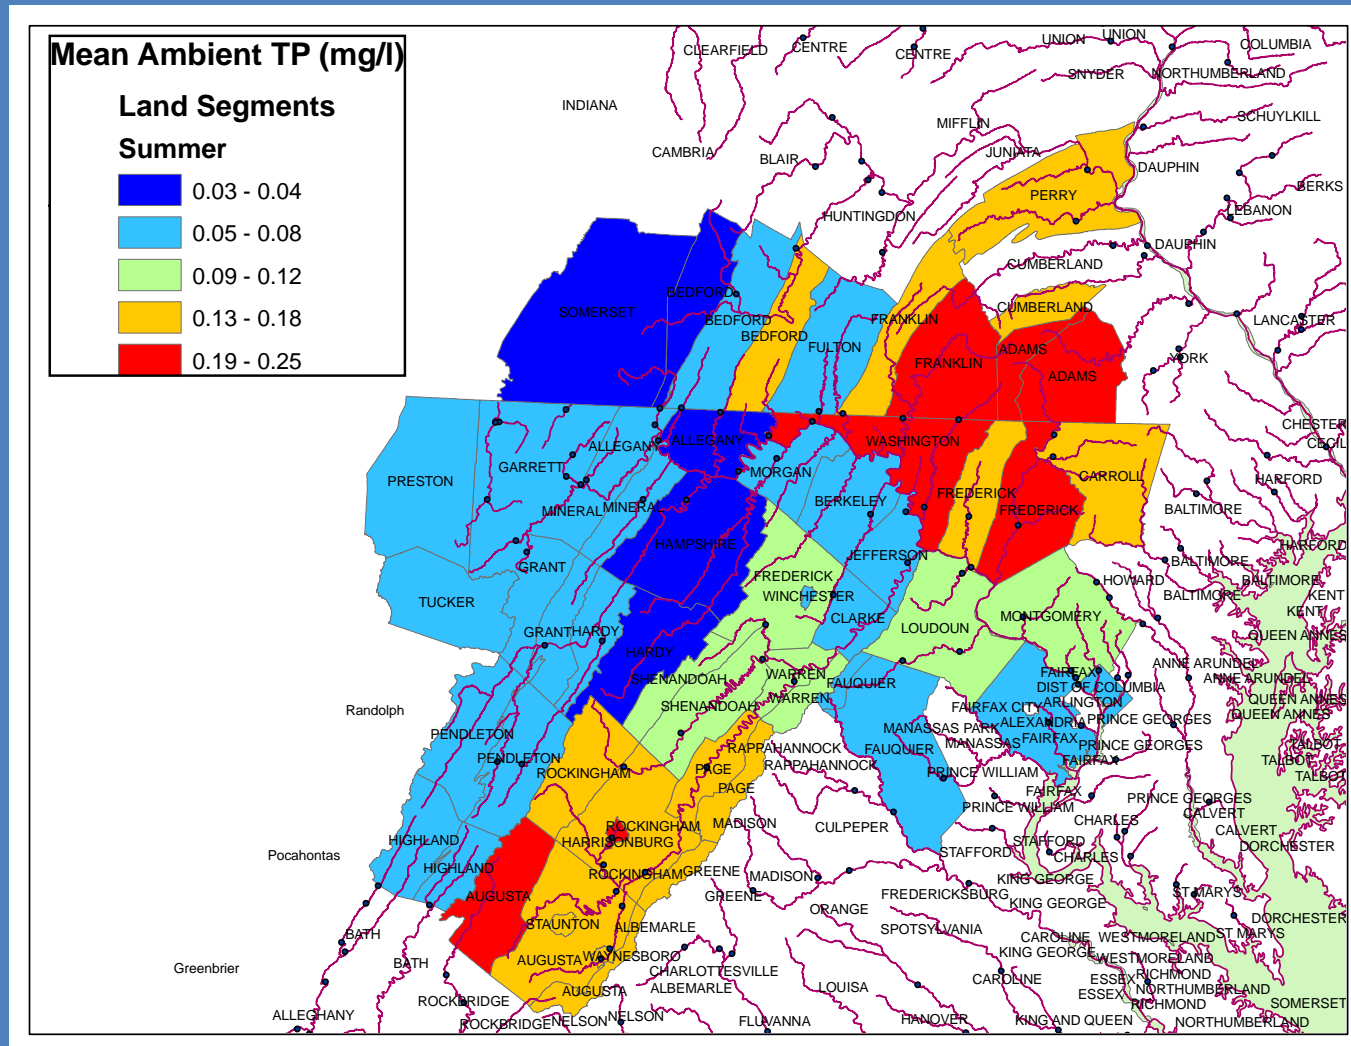 Mean Ambient TP (mg/l)
Land Segments
Summer
0.03 - 0.04
0.05 - 0.08
0.09 - 0.12
0.13 - 0.18
0.19 - 0.25
CLEARFIELD
CENTRE
CENTRE
UNION
UNION
COLUMBIA
SNYDER
NORTHUMBERLAND
INDIANA
SCHUYLKILL
MIFFLIN
CAMBRIA
BLAIR
JUNIATA
DAUPHIN
BERKS
PERRY
HUNTINGDON
LEBANON
DAUPHIN
CUMBERLAND
BEDFORD
SOMERSET
CUMBERLAND
BEDFORD
FRANKLIN
LANCASTER
BEDFORD
FULTON
ADAMS
FRANKLIN
YORK
ADAMS
CHESTER
CECIL
ALLEGANY
ALLEGANY
WASHINGTON
GARRETT
MORGAN
CARROLL
PRESTON
HARFORD
FREDERICK
BERKELEY
MINERAL
MINERAL
FREDERICK
BALTIMORE
HAMPSHIRE
HARFORD
JEFFERSON
BALTIMORE
GRANT
FREDERICK
HOWARD
BALTIMORE
WINCHESTER
BALTIMORE
KENT
TUCKER
KENT
CLARKE
MONTGOMERY
LOUDOUN
GRANT
HARDY
QUEEN ANNES
HARDY
ANNE ARUNDEL
SHENANDOAH
WARREN
FAIRFAX
ANNE ARUNDEL
FAUQUIER
DIST OF COLUMBIA
WARREN
ARLINGTON
QUEEN ANNES
SHENANDOAH
FAIRFAX CITY
Randolph
QUEEN ANNES
ALEXANDRIA
PRINCE GEORGES
MANASSAS PARK
PENDLETON
FAIRFAX
MANASSAS
PRINCE GEORGES
TALBOT
RAPPAHANNOCK
FAUQUIER
PENDLETON
FAIRFAX
TALBOT
RAPPAHANNOCK
PAGE
ROCKINGHAM
PRINCE WILLIAM
TALBOT
PAGE
FAIRFAX
PRINCE GEORGES
PRINCE WILLIAM
CALVERT
CHARLES
MADISON
ROCKINGHAM
CULPEPER
CALVERT
HIGHLAND
HARRISONBURG
STAFFORD
DORCHESTER
Pocahontas
STAFFORD
CHARLES
HIGHLAND
ROCKINGHAM
GREENE
MADISON
KING GEORGE
AUGUSTA
GREENE
FREDERICKSBURG
ST MARYS
KING GEORGE
ORANGE
DORCHESTER
STAUNTON
ALBEMARLE
SPOTSYLVANIA
ST MARYS
BATH
CAROLINE
WESTMORELAND
KING GEORGE
WAYNESBORO
AUGUSTA
WESTMORELAND
BATH
Greenbrier
CHARLOTTESVILLE
RICHMOND
CAROLINE
ESSEX
ALBEMARLE
LOUISA
NORTHUMBERLAND
AUGUSTA
ESSEX
ROCKBRIDGE
RICHMOND
SOMERSET
ALLEGHANY
NELSON
ROCKBRIDGE
NELSON
FLUVANNA
HANOVER
KING AND QUEEN
NORTHUMBERLAND